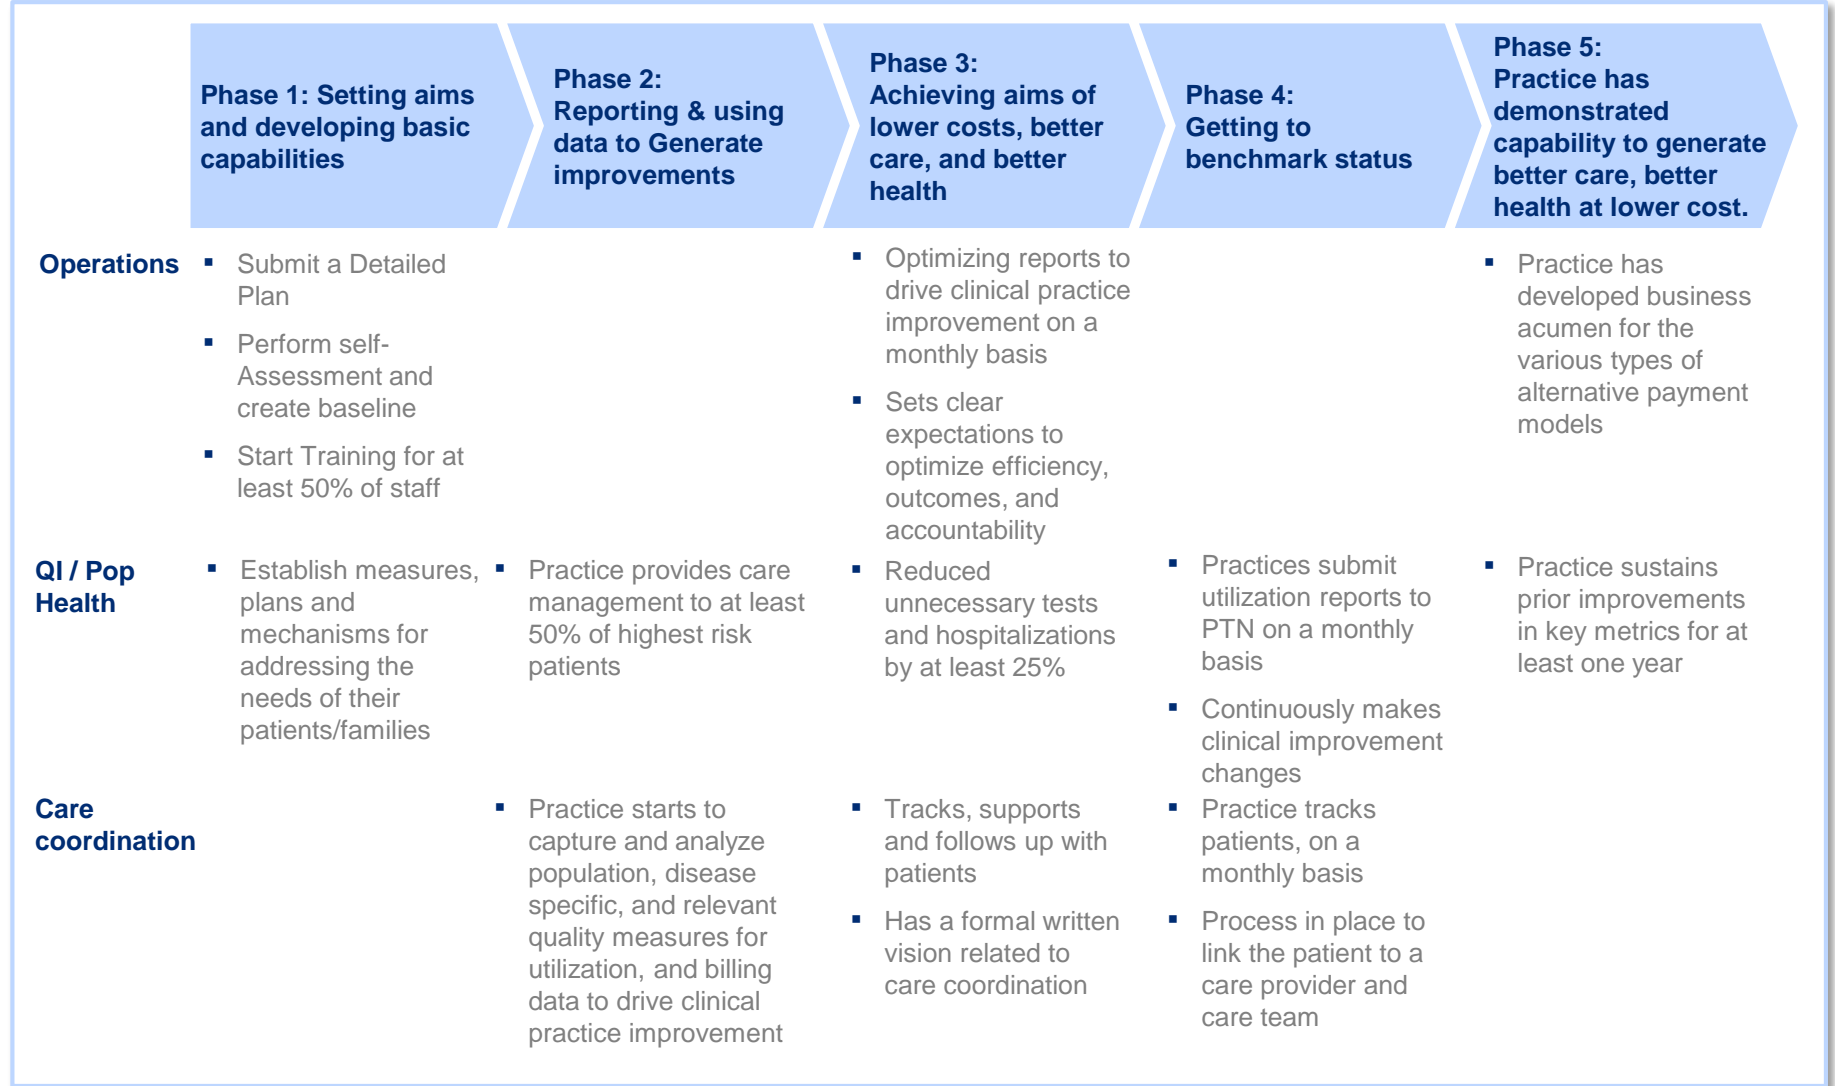 Phase 1: Setting aims
and developing basic
capabilities
Phase 2:
Reporting & using
data to Generate
improvements
Phase 3:
Achieving aims of
lower costs, better
care, and better
health
Phase 4:
Getting to
benchmark status
Phase 5:
Practice has
demonstrated
capability to generate
better care, better
health at lower cost.
Operations
▪ Submit a Detailed
Plan
▪ Perform self-
Assessment and
create baseline
▪ Start Training for at
least 50% of staff
▪ Optimizing reports to
drive clinical practice
improvement on a
monthly basis
▪ Sets clear
expectations to
optimize efficiency,
outcomes, and
accountability
▪ Practice has
developed business
acumen for the
various types of
alternative payment
models
QI / Pop
Health
▪ Establish measures,
plans and
mechanisms for
addressing the
needs of their
patients/families
▪ Practice provides care
management to at least
50% of highest risk
patients
▪ Reduced
unnecessary tests
and hospitalizations
by at least 25%
▪ Practices submit
utilization reports to
PTN on a monthly
basis
▪ Continuously makes
clinical improvement
changes
▪ Practice sustains
prior improvements
in key metrics for at
least one year
Care
coordination
▪ Practice starts to
capture and analyze
population, disease
specific, and relevant
quality measures for
utilization, and billing
data to drive clinical
practice improvement
▪ Tracks, supports
and follows up with
patients
▪ Has a formal written
vision related to
care coordination
▪ Practice tracks
patients, on a
monthly basis
▪ Process in place to
link the patient to a
care provider and
care team